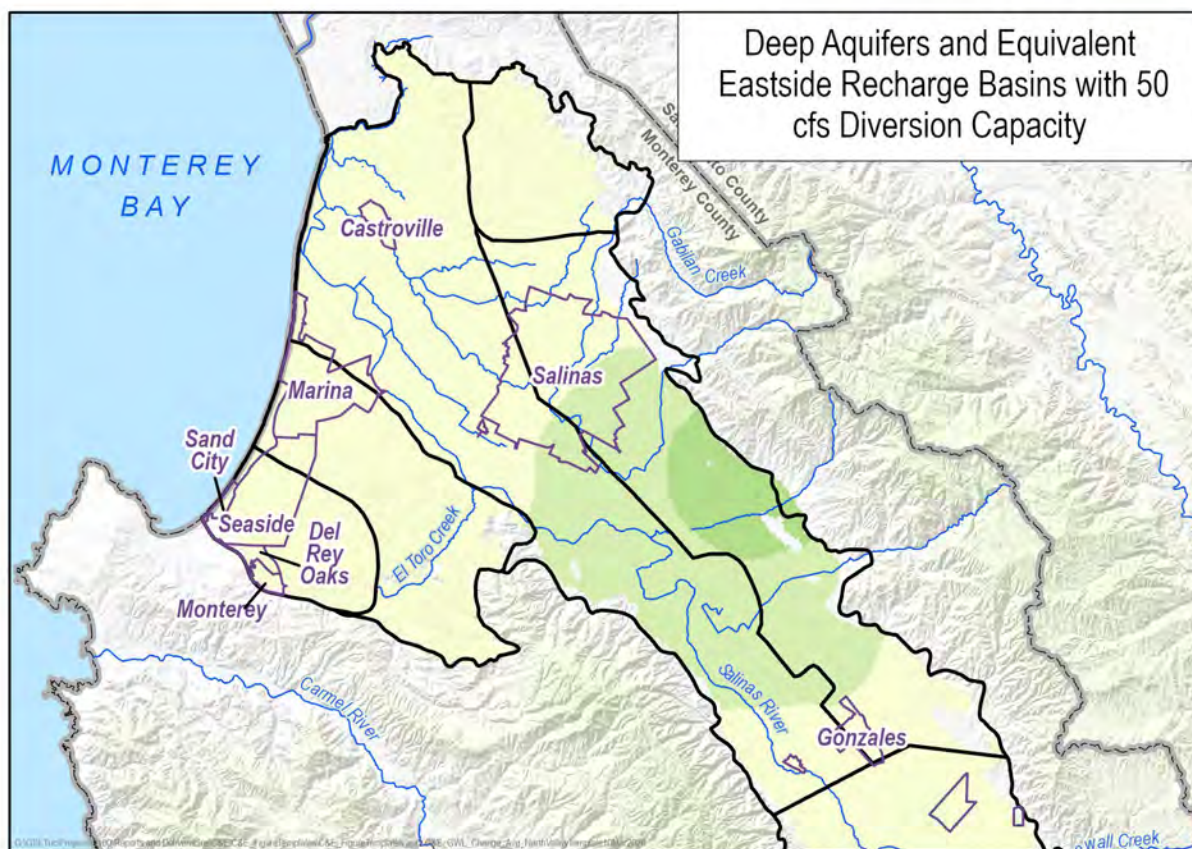 Deep Aquifers and Equivalent
Eastside Recharge Basins with 50
cfs Diversion Capacity
MONTEREY
BAY
Monterey County
Castroville
Gabilan Creek
Salinas
Marina
Sand
City
Seaside
Del
Rey
Oaks
Monterey
El Toro Creek
Salinas River
Carmel River
Gonzales
Creek